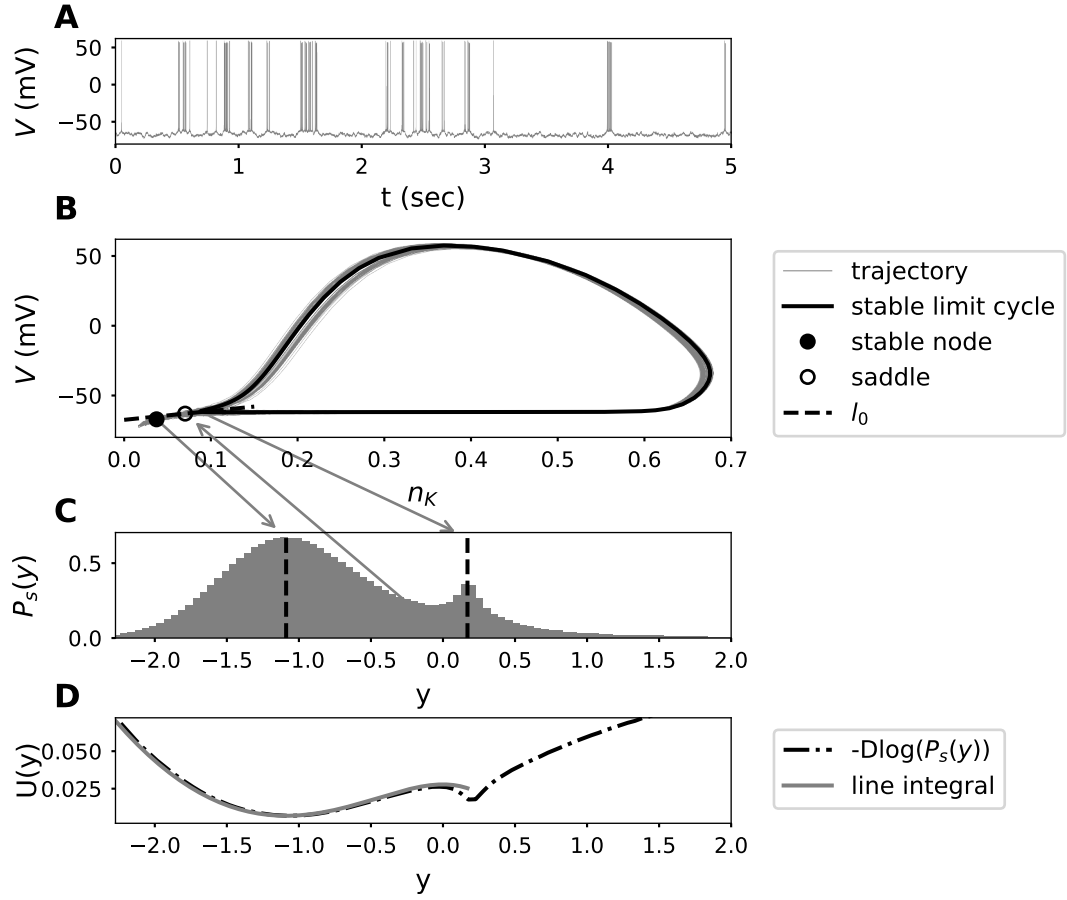 A
V (mV)
50
0
−50
0 1 2 3 4 5
t (sec)
B
V (mV)
50
0
−50
0.0 0.1 0.2 0.3 0.4 0.5 0.6 0.7
n_K
trajectory
stable limit cycle
stable node
saddle
l_0
C
P_s(y)
0.5
0.0
−2.0 −1.5 −1.0 −0.5 0.0 0.5 1.0 1.5 2.0
y
D
U(y)
0.050
0.025
−2.0 −1.5 −1.0 −0.5 0.0 0.5 1.0 1.5 2.0
y
-Dlog(P_s(y))
line integral